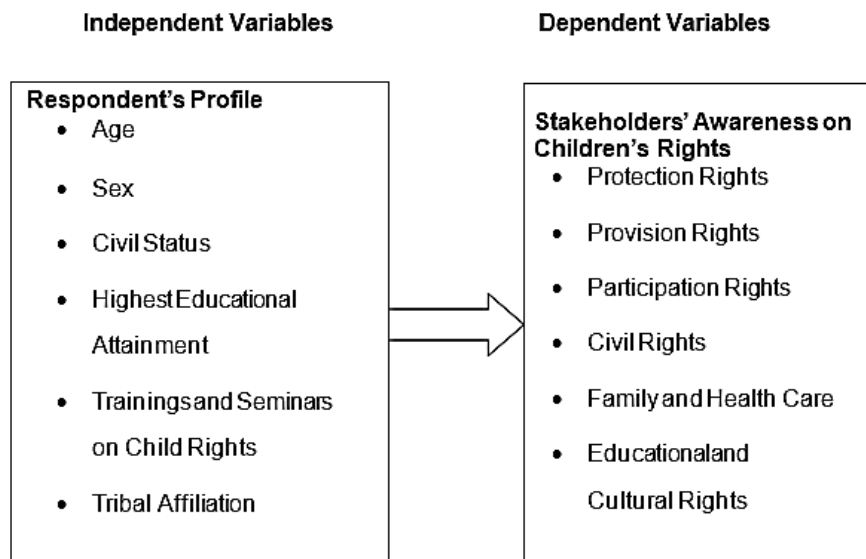 Independent Variables
Dependent Variables
Respondent's Profile
• Age
• Sex
• Civil Status
• Highest Educational
Attainment
• Trainings and Seminars
on Child Rights
• Tribal Affiliation
Stakeholders' Awareness on
Children's Rights
• Protection Rights
• Provision Rights
• Participation Rights
• Civil Rights
• Family and Health Care
• Educationaland
Cultural Rights